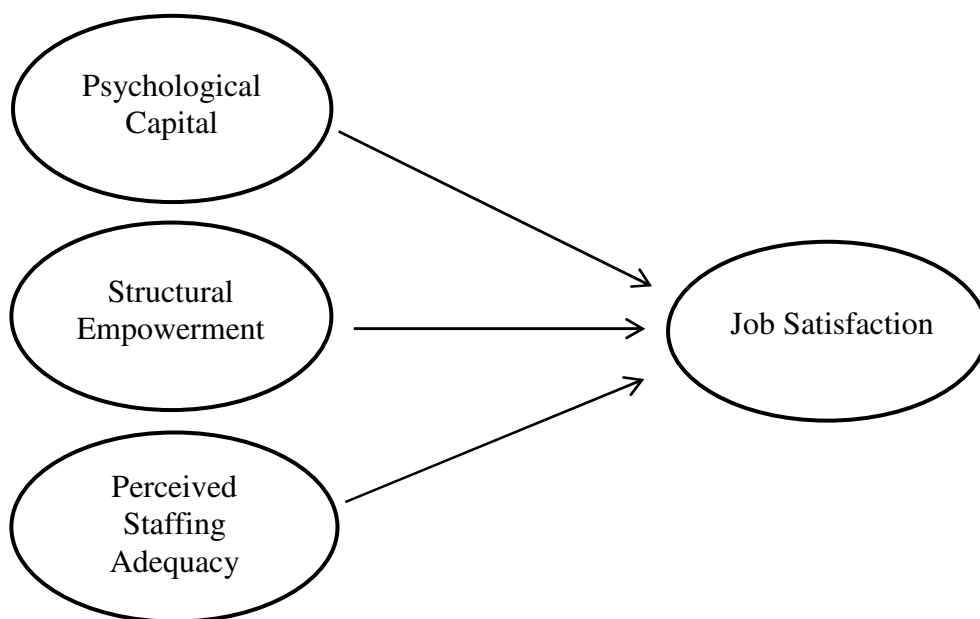 Psychological
Capital
Structural
Empowerment
Job Satisfaction
Perceived
Staffing
Adequacy